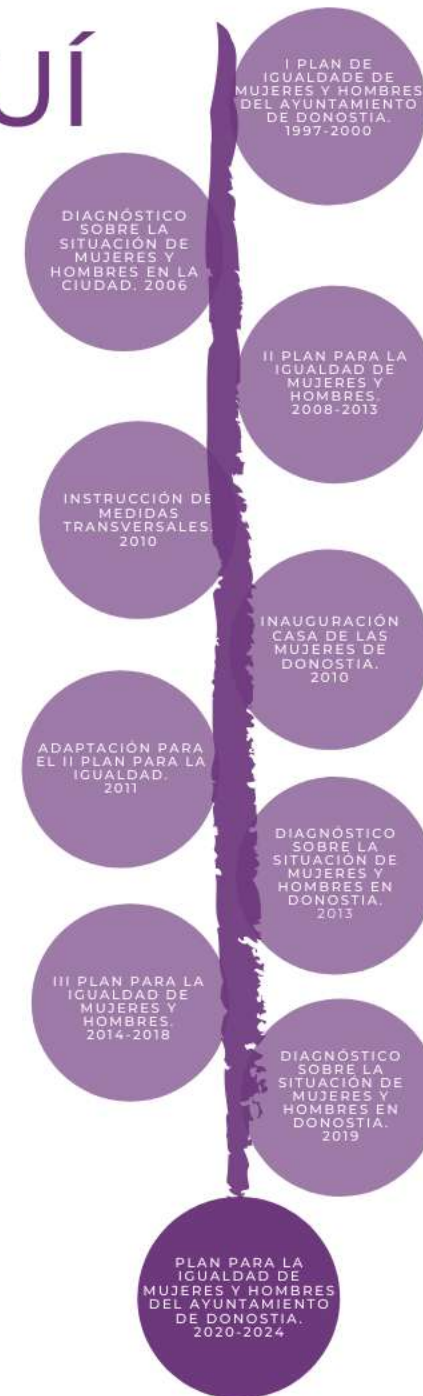 UÍ
I PLAN DE
IGUALDADE DE
MUJERES Y HOMBRES
DEL AYUNTAMIENTO
DE DONOSTIA.
1997-2000
DIAGNÓSTICO
SOBRE LA
SITUACIÓN DE
MUJERES Y
HOMBRES EN LA
CIUDAD. 2006
II PLAN PARA LA
IGUALDAD DE
MUJERES Y
HOMBRES.
2008-2013
INSTRUCCIÓN DE
MEDIDAS
TRANSVERSALES.
2010
INAUGURACIÓN
CASA DE LAS
MUJERES DE
DONOSTIA.
2010
ADAPTACIÓN PARA
EL II PLAN PARA LA
IGUALDAD.
2011
DIAGNÓSTICO
SOBRE LA
SITUACIÓN DE
MUJERES Y
HOMBRES EN
DONOSTIA.
2013
III PLAN PARA LA
IGUALDAD DE
MUJERES Y
HOMBRES.
2014-2018
DIAGNÓSTICO
SOBRE LA
SITUACIÓN DE
MUJERES Y
HOMBRES EN
DONOSTIA.
2019
PLAN PARA LA
IGUALDAD DE
MUJERES Y HOMBRES
DEL AYUNTAMIENTO
DE DONOSTIA.
2020-2024